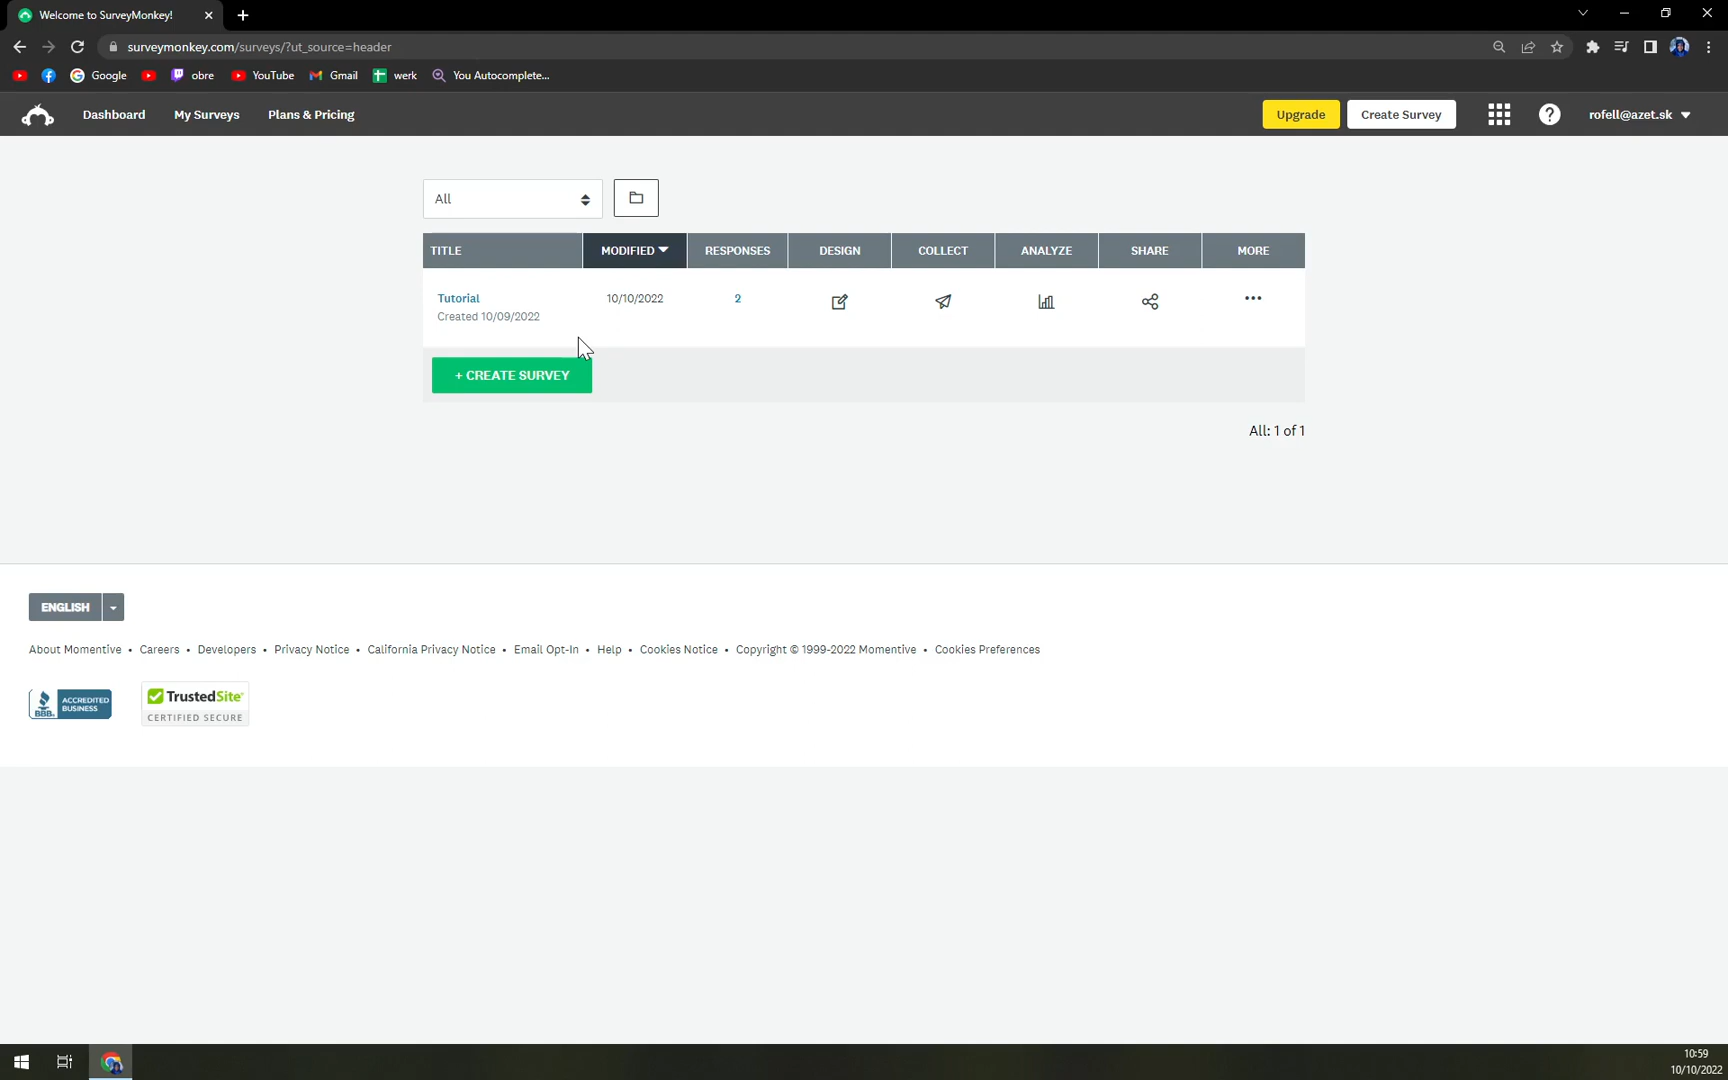 Welcome to SurveyMonkey!
surveymonkey.com/surveys/?ut_source=header
Google obre YouTube Gmail werk You Autocomplete...
Dashboard My Surveys Plans & Pricing Upgrade Create Survey rofell@azet.sk
All
TITLE MODIFIED RESPONSES DESIGN COLLECT ANALYZE SHARE MORE
Tutorial 10/10/2022 2
Created 10/09/2022
+ CREATE SURVEY
All: 1 of 1
ENGLISH
About Momentive • Careers • Developers • Privacy Notice • California Privacy Notice • Email Opt-In • Help • Cookies Notice • Copyright © 1999-2022 Momentive • Cookies Preferences
BBB. ACCREDITED BUSINESS
TrustedSite
CERTIFIED SECURE
10:59
10/10/2022